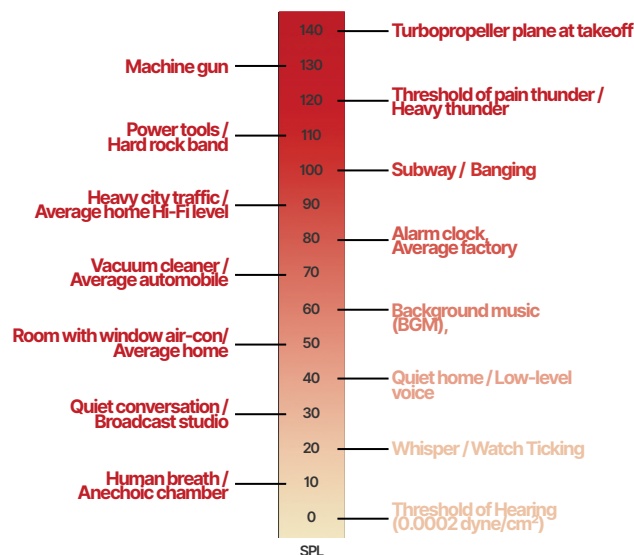 140
Turbopropeller plane at takeoff
Machine gun
130
120
Threshold of pain thunder /
Heavy thunder
Power tools /
Hard rock band
110
100
Subway / Banging
Heavy city traffic /
Average home Hi-Fi level
90
80
Alarm clock,
Average factory
Vacuum cleaner /
Average automobile
70
60
Background music
(BGM),
Room with window air-con/
Average home
50
40
Quiet home / Low-level
voice
Quiet conversation /
Broadcast studio
30
20
Whisper / Watch Ticking
Human breath /
Anechoic chamber
10
0
Threshold of Hearing
(0.0002 dyne/cm²)
SPL